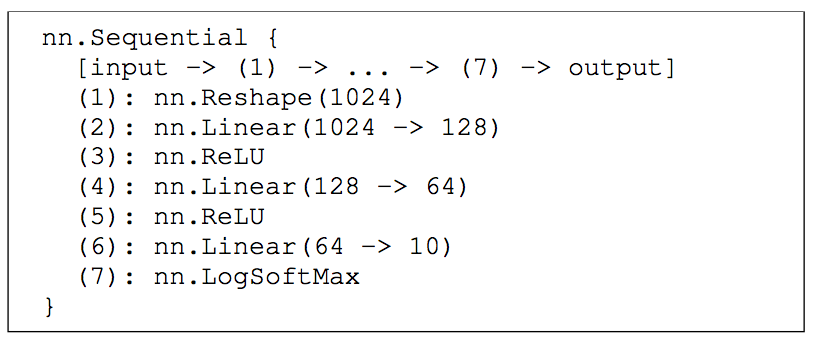 nn.Sequential {
[input -> (1) -> ... -> (7) -> output]
(1): nn.Reshape(1024)
(2): nn.Linear(1024 -> 128)
(3): nn.ReLU
(4): nn.Linear(128 -> 64)
(5): nn.ReLU
(6): nn.Linear(64 -> 10)
(7): nn.LogSoftMax
}